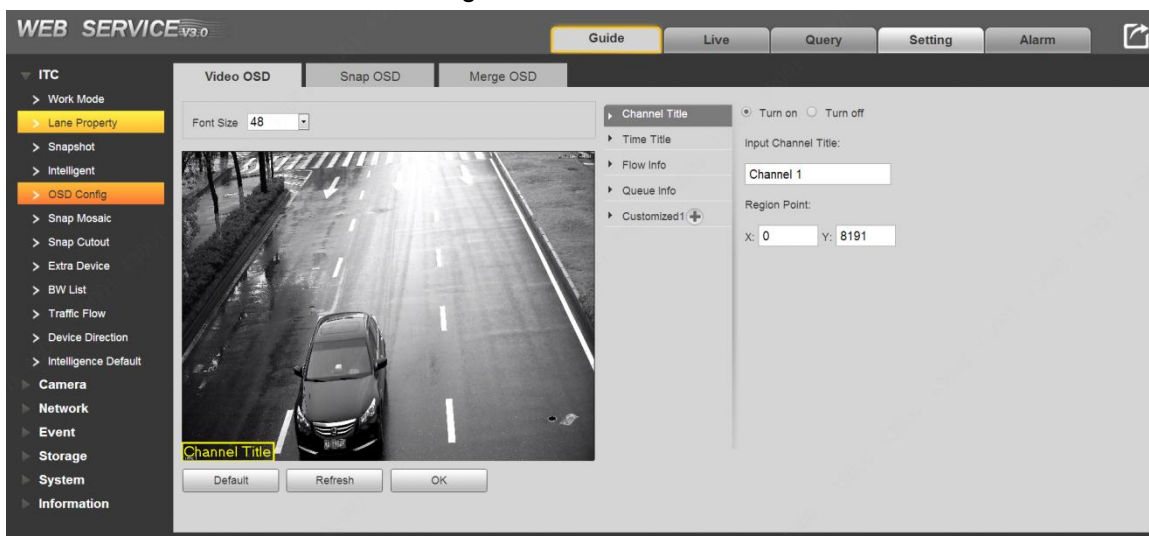 WEB SERVICE V3.0
Guide Live Query Setting Alarm
ITC
Work Mode
Lane Property
Snapshot
Intelligent
OSD Config
Snap Mosaic
Snap Cutout
Extra Device
BW List
Traffic Flow
Device Direction
Intelligence Default
Camera
Network
Event
Storage
System
Information
Video OSD Snap OSD Merge OSD
Font Size 48
Channel Title
Default Refresh OK
Channel Title
Time Title
Flow Info
Queue Info
Customized1
Turn on Turn off
Input Channel Title:
Channel 1
Region Point:
X: 0 Y: 8191